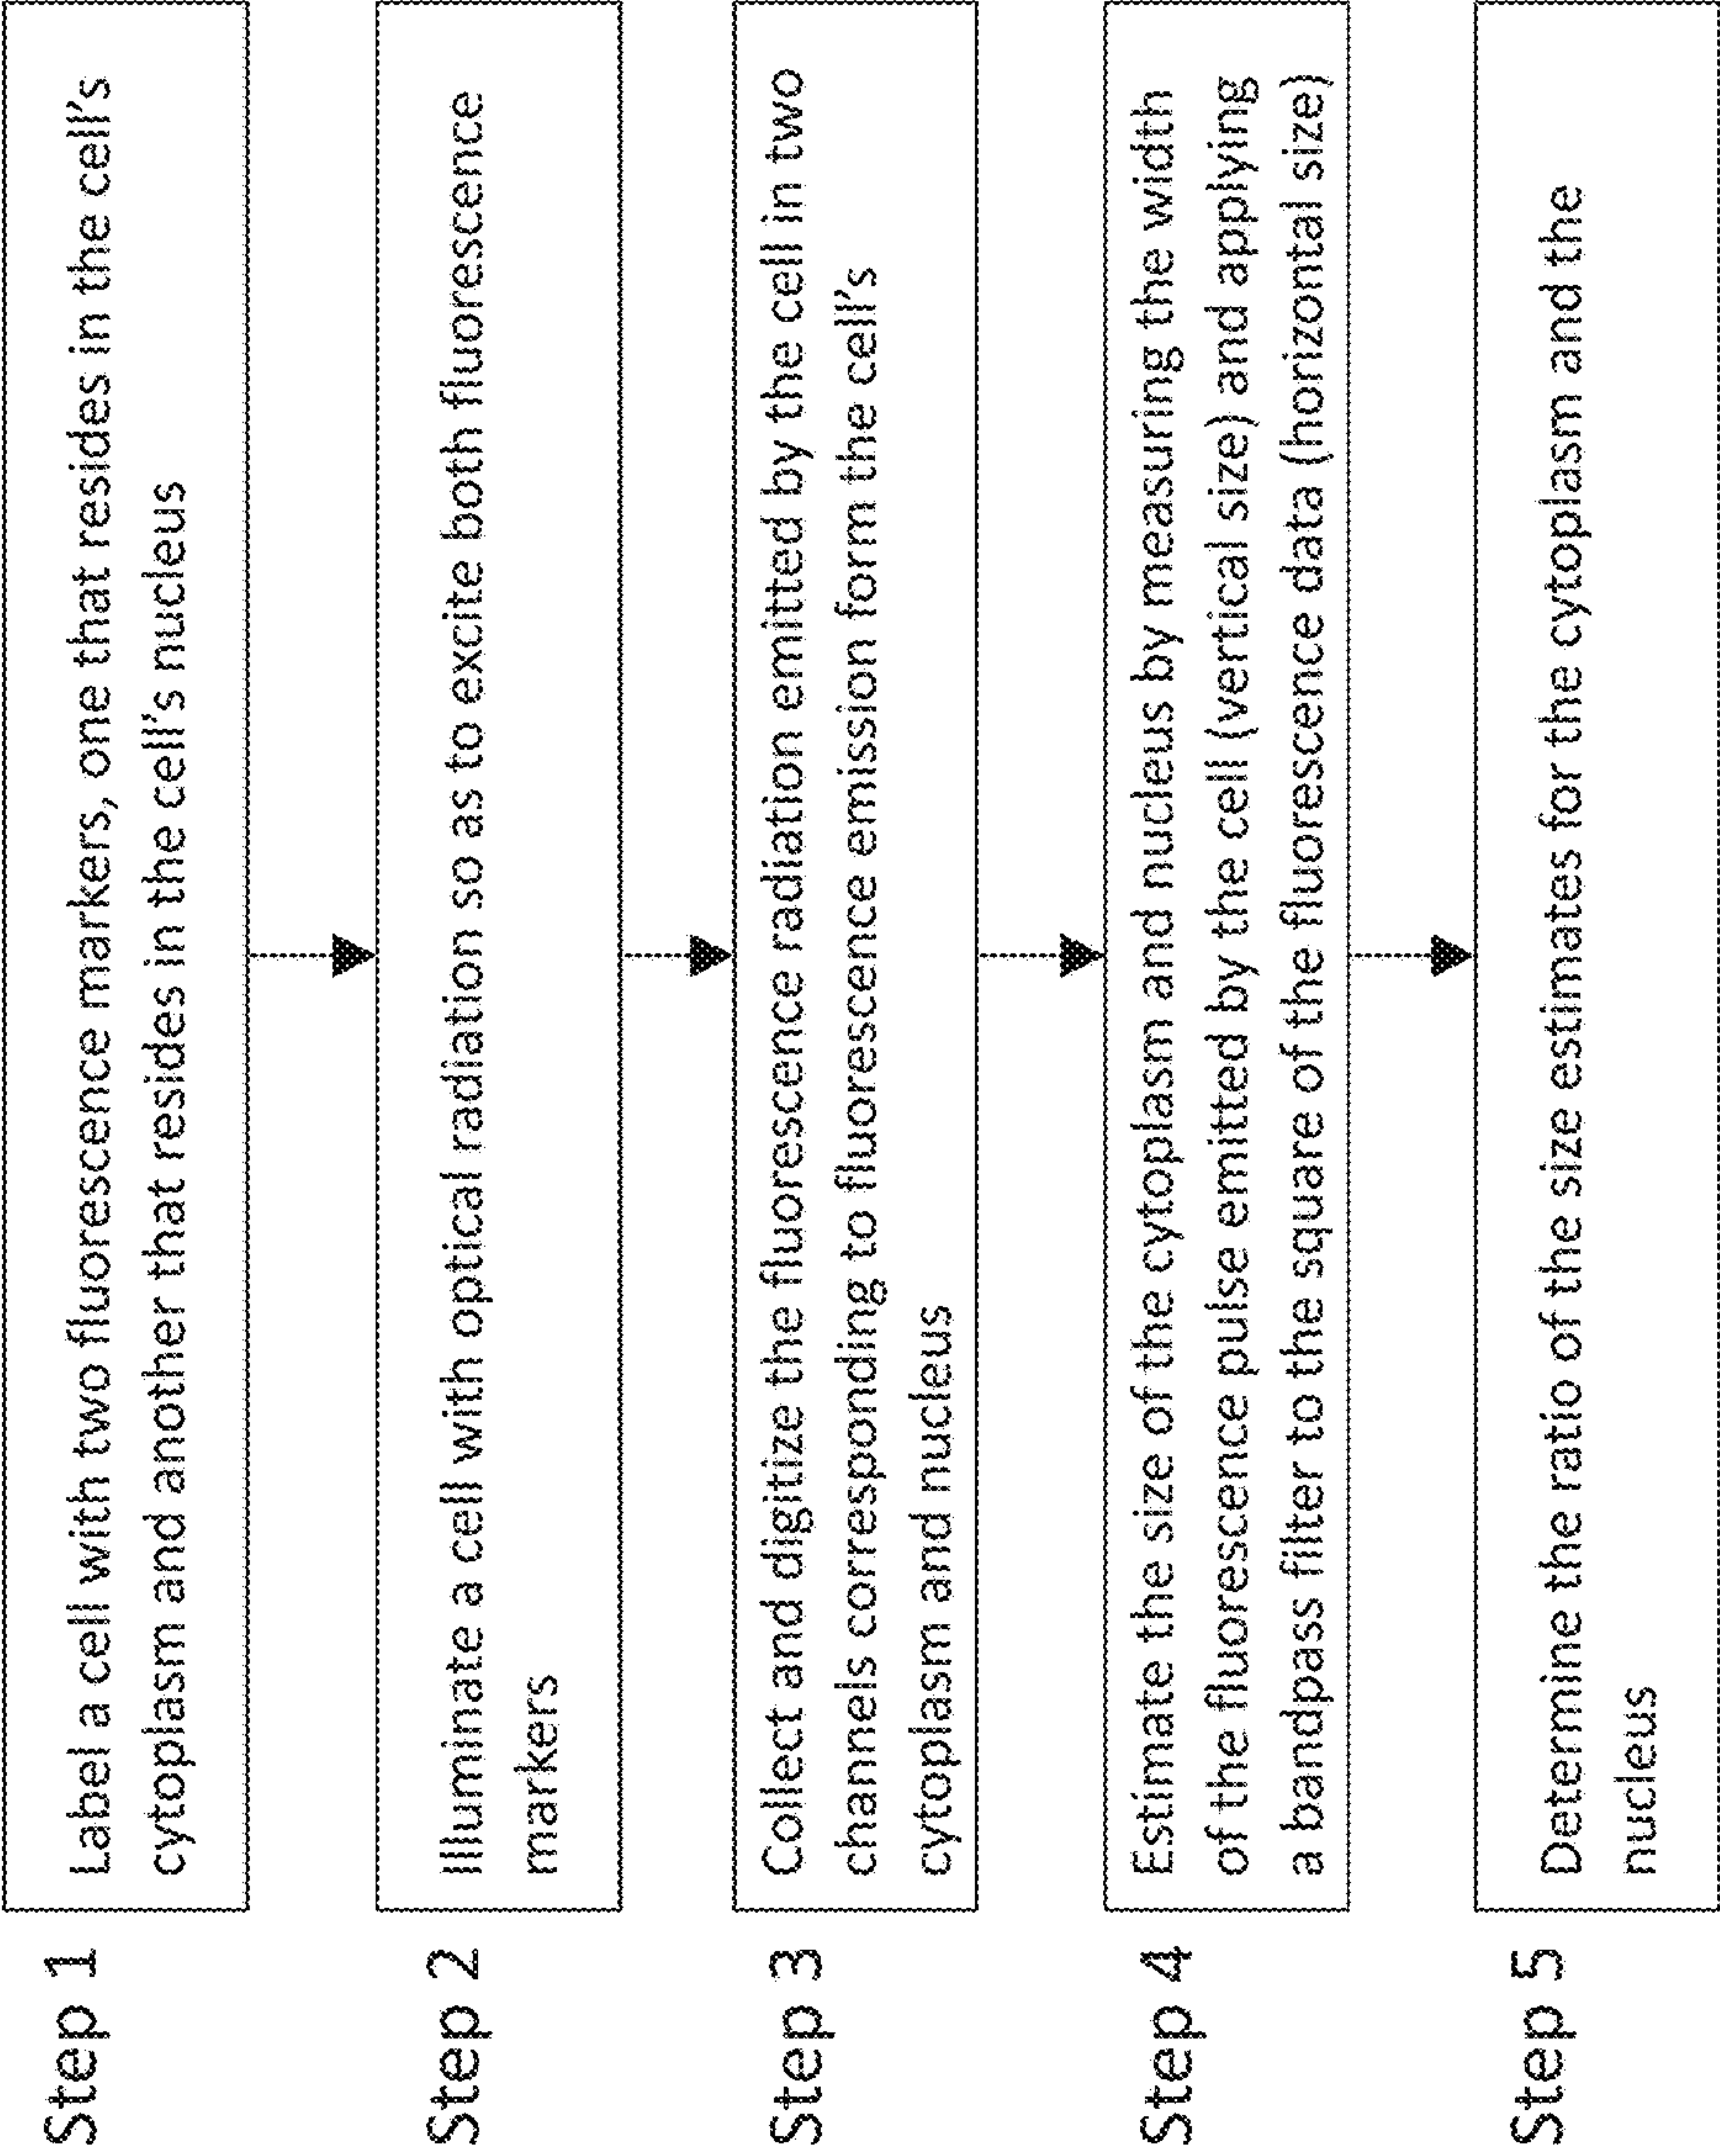 Step 1
Label a cell with two fluorescence markers, one that resides in the cell's
cytoplasm and another that resides in the cell's nucleus
Step 2
Illuminate a cell with optical radiation so as to excite both fluorescence
markers
Step 3
Collect and digitize the fluorescence radiation emitted by the cell in two
channels corresponding to fluorescence emission form the cell's
cytoplasm and nucleus
Step 4
Estimate the size of the cytoplasm and nucleus by measuring the width
of the fluorescence pulse emitted by the cell (vertical size) and applying
a bandpass filter to the square of the fluorescence data (horizontal size)
Step 5
Determine the ratio of the size estimates for the cytoplasm and the
nucleus